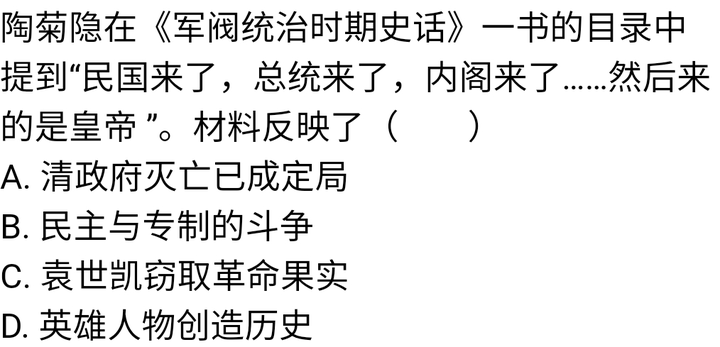 陶菊隐在《军阀统治时期史话》一书的目录中
提到“民国来了，总统来了，内阁来了……然后来
的是皇帝 ”。材料反映了（　　）
A. 清政府灭亡已成定局
B. 民主与专制的斗争
C. 袁世凯窃取革命果实
D. 英雄人物创造历史